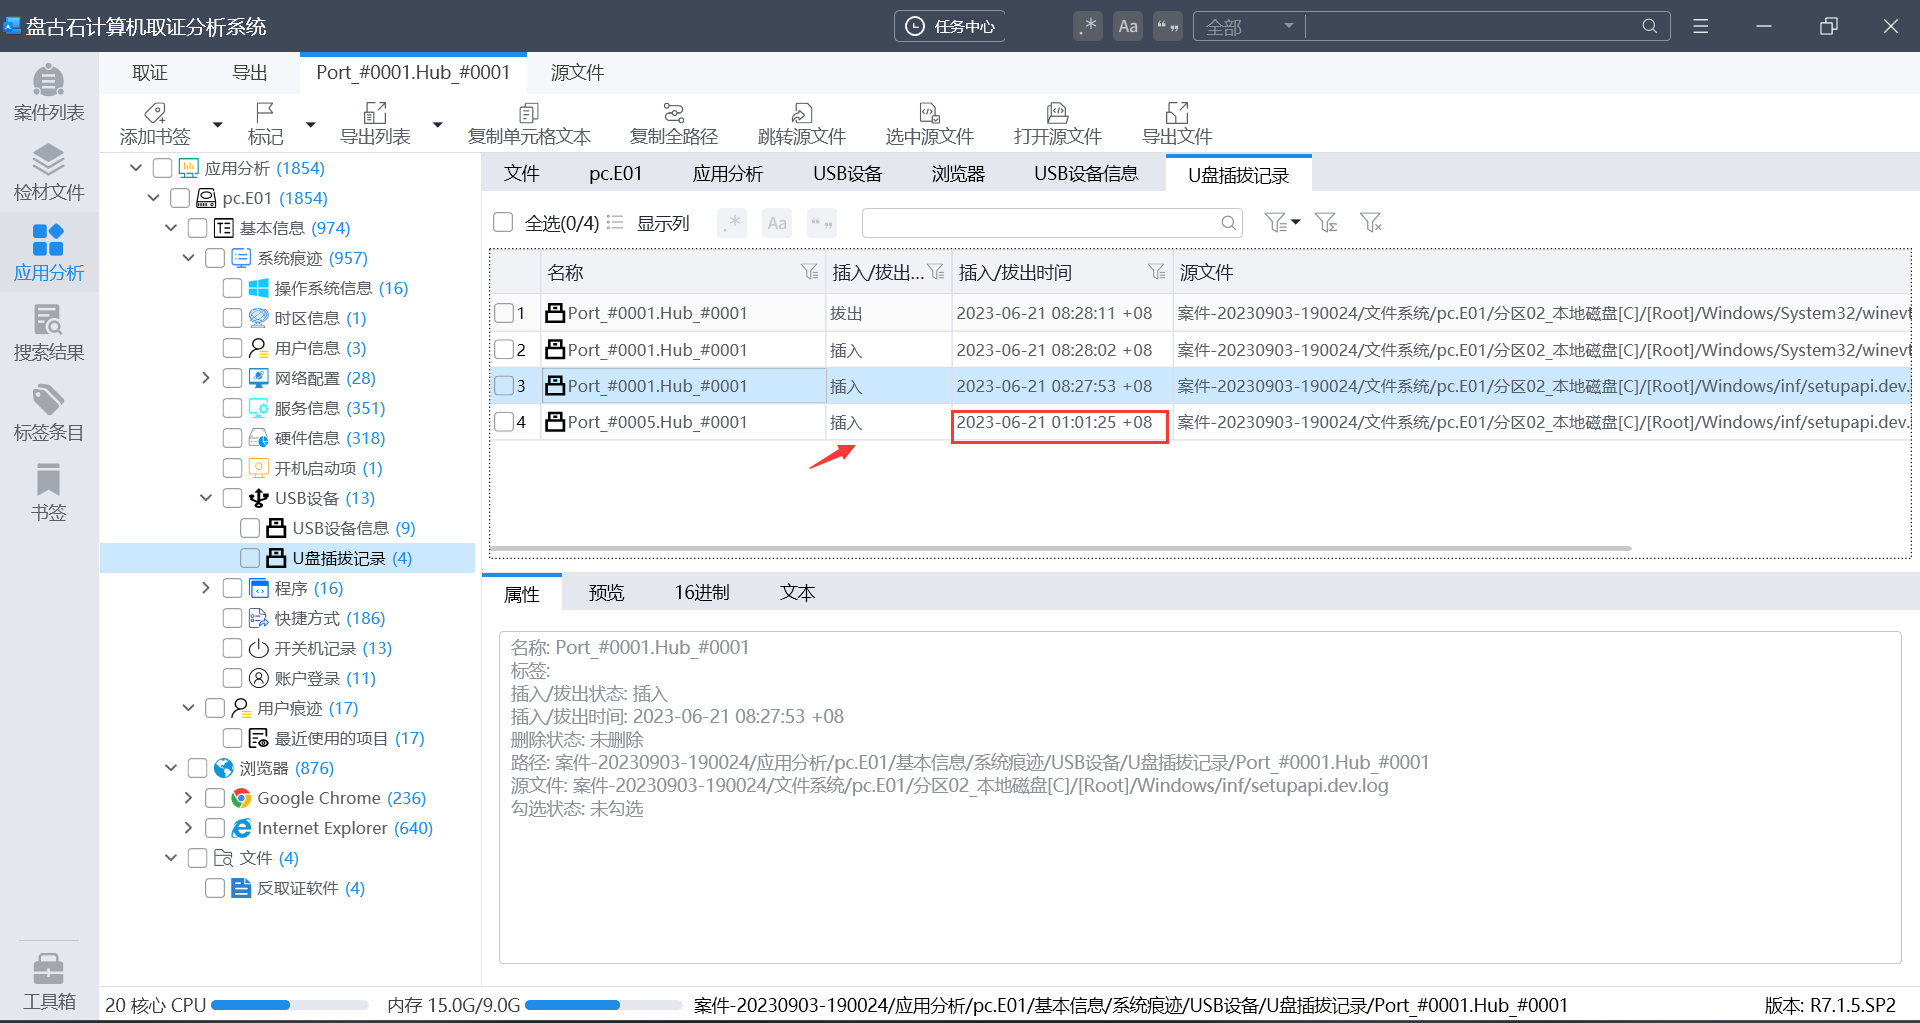 盘古石计算机取证分析系统
任务中心
.*
Aa
“ ”
全部
案件列表
检材文件
应用分析
搜索结果
标签条目
书签
工具箱
取证
导出
Port_#0001.Hub_#0001
源文件
添加书签
标记
导出列表
复制单元格文本
复制全路径
跳转源文件
选中源文件
打开源文件
导出文件
应用分析 (1854)
pc.E01 (1854)
基本信息 (974)
系统痕迹 (957)
操作系统信息 (16)
时区信息 (1)
用户信息 (3)
网络配置 (28)
服务信息 (351)
硬件信息 (318)
开机启动项 (1)
USB设备 (13)
USB设备信息 (9)
U盘插拔记录 (4)
程序 (16)
快捷方式 (186)
开关机记录 (13)
账户登录 (11)
用户痕迹 (17)
最近使用的项目 (17)
浏览器 (876)
Google Chrome (236)
Internet Explorer (640)
文件 (4)
反取证软件 (4)
文件
pc.E01
应用分析
USB设备
浏览器
USB设备信息
U盘插拔记录
全选(0/4)
显示列
.*
Aa
“ ”
名称
插入/拔出...
插入/拔出时间
源文件
1 Port_#0001.Hub_#0001 拔出 2023-06-21 08:28:11 +08 案件-20230903-190024/文件系统/pc.E01/分区02_本地磁盘[C]/[Root]/Windows/System32/winevt
2 Port_#0001.Hub_#0001 插入 2023-06-21 08:28:02 +08 案件-20230903-190024/文件系统/pc.E01/分区02_本地磁盘[C]/[Root]/Windows/System32/winevt
3 Port_#0001.Hub_#0001 插入 2023-06-21 08:27:53 +08 案件-20230903-190024/文件系统/pc.E01/分区02_本地磁盘[C]/[Root]/Windows/inf/setupapi.dev.
4 Port_#0005.Hub_#0001 插入 2023-06-21 01:01:25 +08 案件-20230903-190024/文件系统/pc.E01/分区02_本地磁盘[C]/[Root]/Windows/inf/setupapi.dev.
属性
预览
16进制
文本
名称: Port_#0001.Hub_#0001
标签:
插入/拔出状态: 插入
插入/拔出时间: 2023-06-21 08:27:53 +08
删除状态: 未删除
路径: 案件-20230903-190024/应用分析/pc.E01/基本信息/系统痕迹/USB设备/U盘插拔记录/Port_#0001.Hub_#0001
源文件: 案件-20230903-190024/文件系统/pc.E01/分区02_本地磁盘[C]/[Root]/Windows/inf/setupapi.dev.log
勾选状态: 未勾选
20 核心 CPU
内存 15.0G/9.0G
案件-20230903-190024/应用分析/pc.E01/基本信息/系统痕迹/USB设备/U盘插拔记录/Port_#0001.Hub_#0001
版本: R7.1.5.SP2